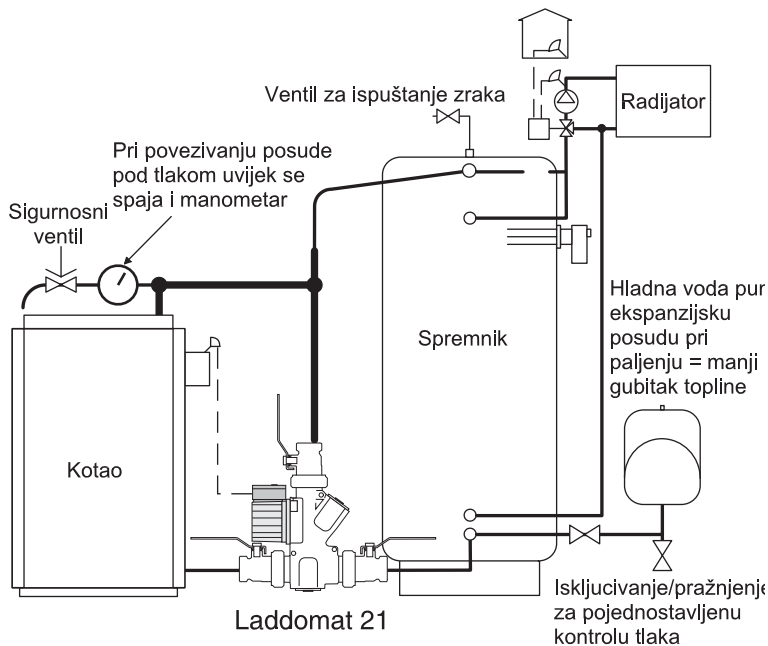 Ventil za ispuštanje zraka
Radijator
Pri povezivanju posude
pod tlakom uvijek se
spaja i manometar
Sigurnosni
ventil
Hladna voda pur
ekspanzijsku
posudu pri
paljenju = manji
gubitak topline
Spremnik
Kotao
Laddomat 21
Iskljucivanje/pražnjenje
za pojednostavljenu
kontrolu tlaka